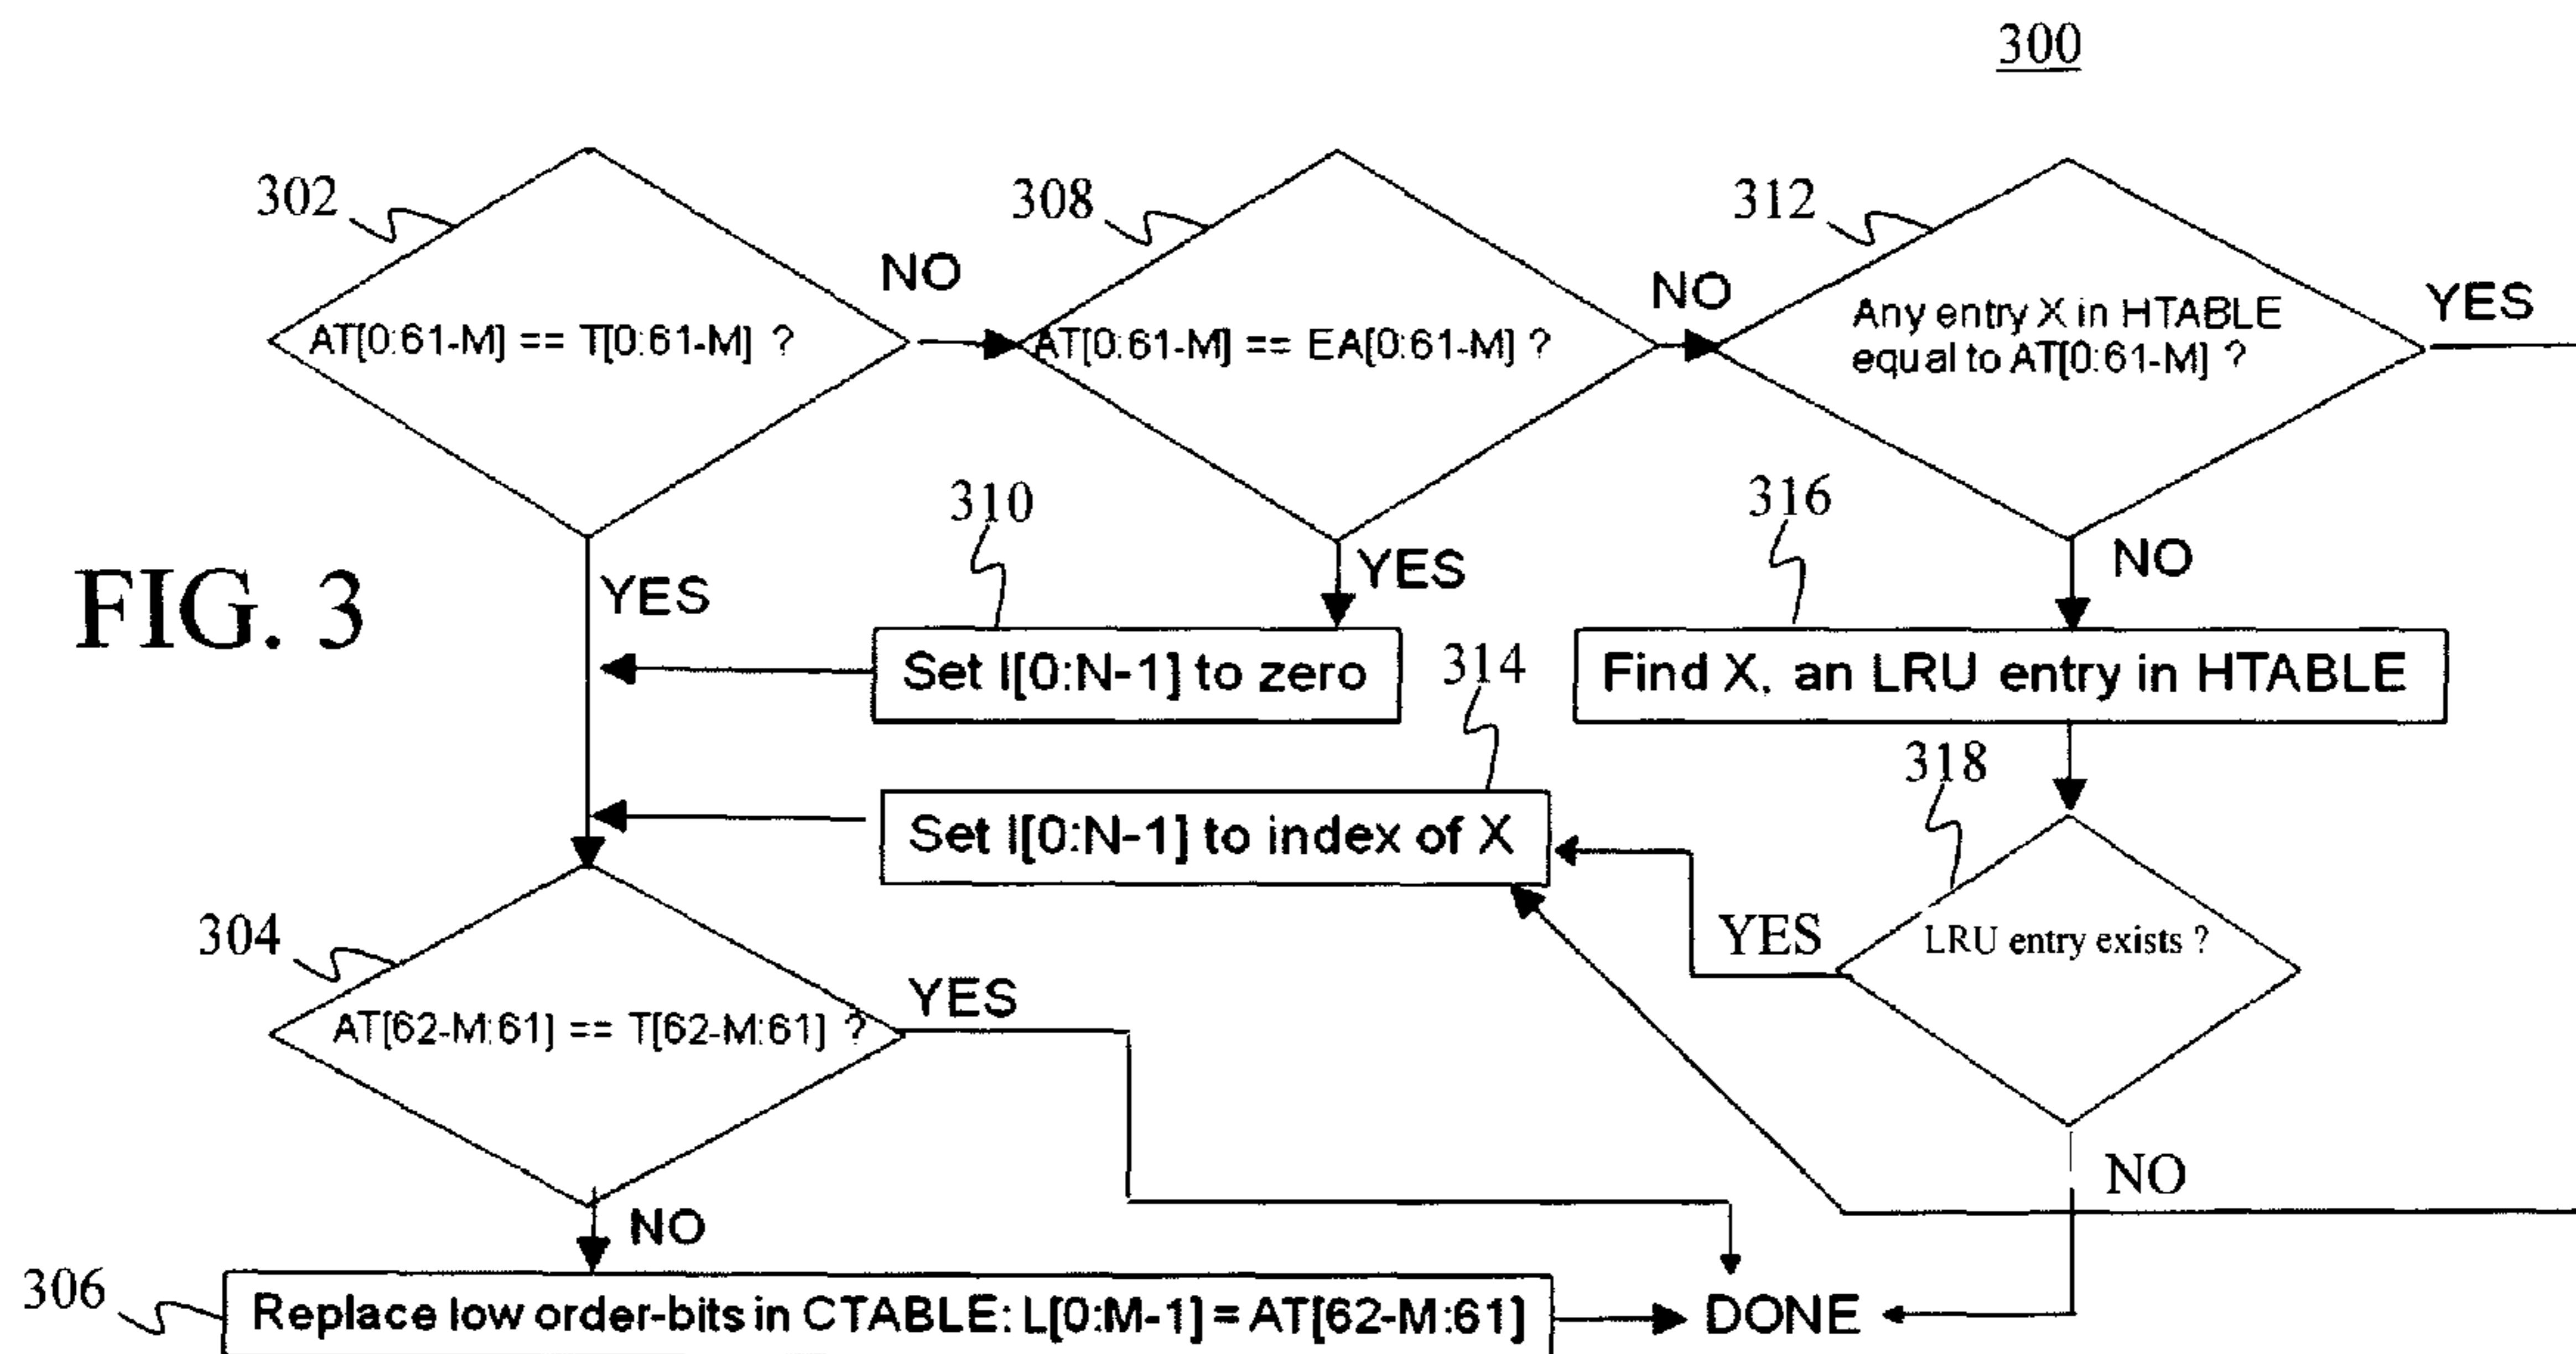 300
302
308
312
NO
NO
YES
AT[0:61-M] == T[0:61-M] ?
AT[0:61-M] == EA[0:61-M] ?
Any entry X in HTABLE
equal to AT[0:61-M] ?
310
316
YES
YES
NO
FIG. 3
Set I[0:N-1] to zero
314
Find X, an LRU entry in HTABLE
318
Set I[0:N-1] to index of X
304
YES
YES
LRU entry exists ?
AT[62-M:61] == T[62-M:61] ?
NO
NO
306
Replace low order-bits in CTABLE: L[0:M-1] = AT[62-M:61]
DONE